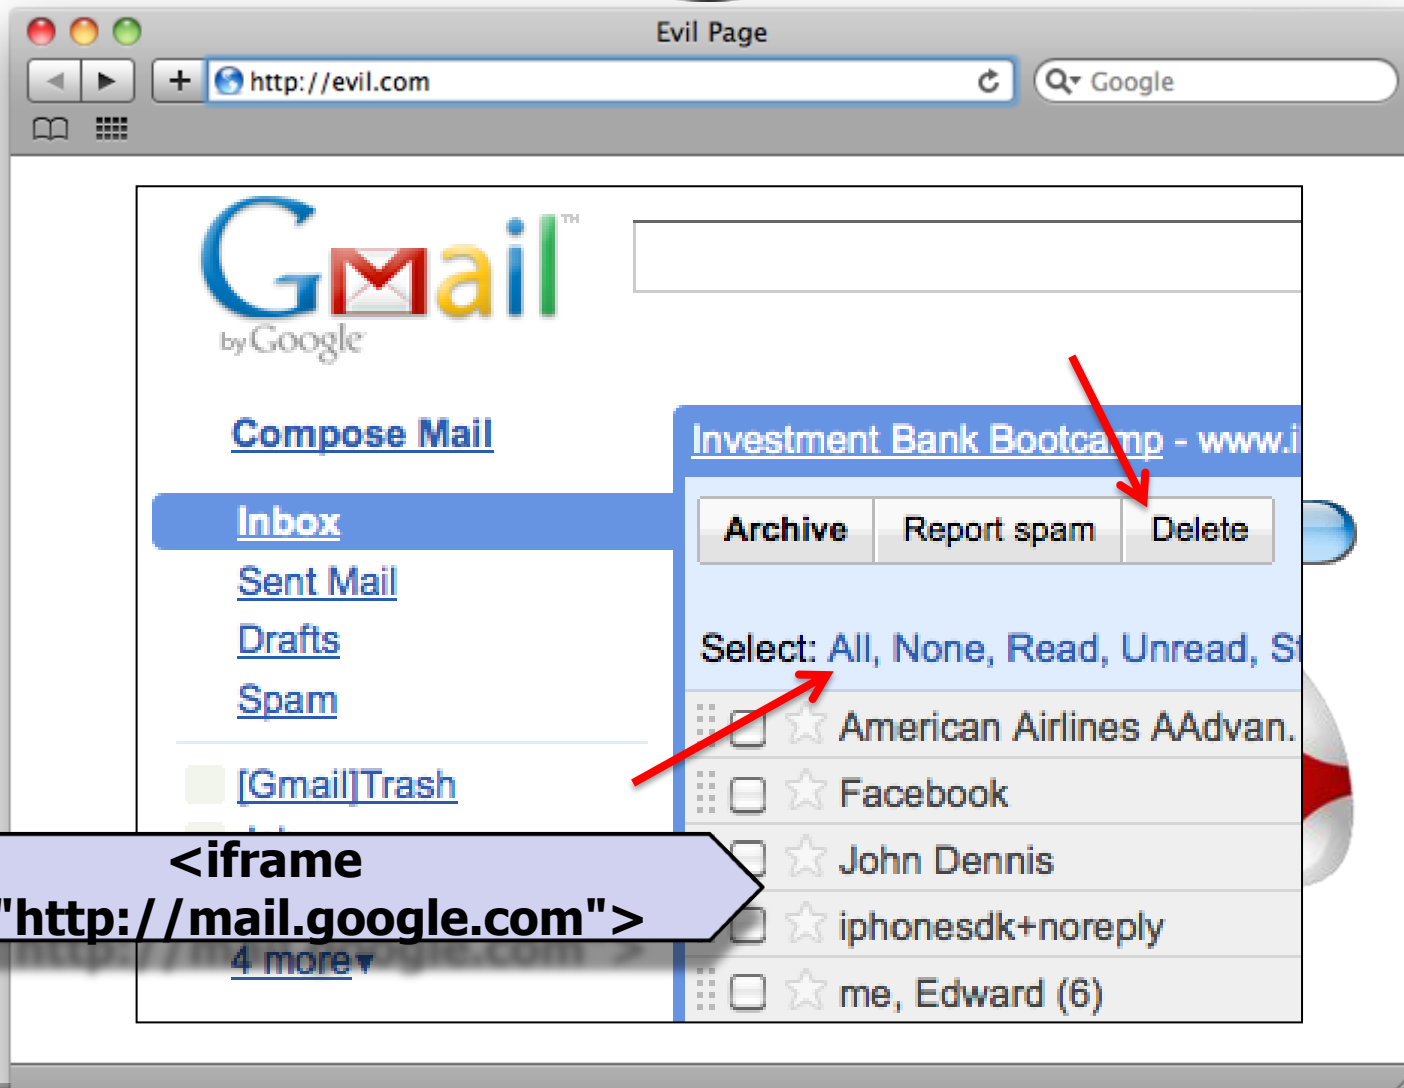 Evil Page
http://evil.com
Google
Gmail™
by Google
Compose Mail
Investment Bank Bootcamp - www.i
Inbox
Archive Report spam Delete
Sent Mail
Drafts
Select: All, None, Read, Unread, St
Spam
American Airlines AAdvan.
[Gmail]Trash
Facebook
<iframe
"http://mail.google.com">
John Dennis
iphonesdk+noreply
4 more▼
me, Edward (6)